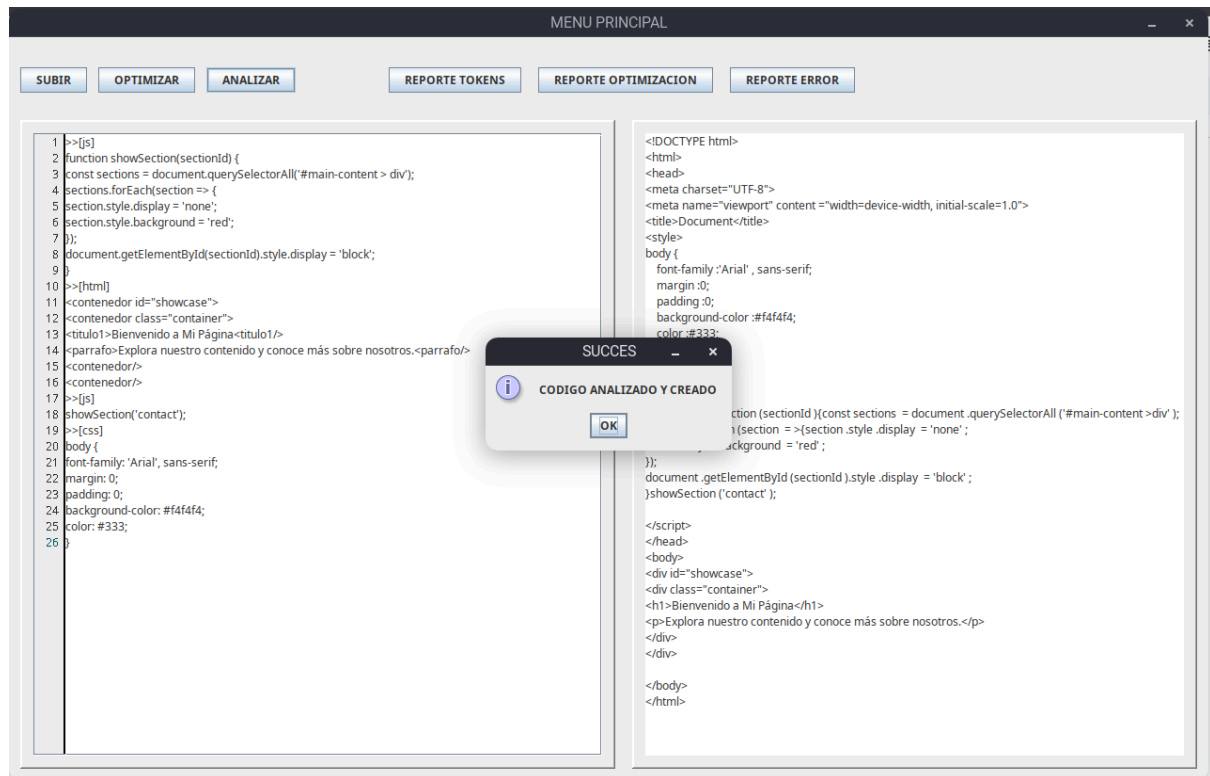 MENU PRINCIPAL
SUBIR OPTIMIZAR ANALIZAR REPORTE TOKENS REPORTE OPTIMIZACION REPORTE ERROR
1 >>[js]
2 function showSection(sectionId) {
3 const sections = document.querySelectorAll('#main-content > div');
4 sections.forEach(section => {
5 section.style.display = 'none';
6 section.style.background = 'red';
7 });
8 document.getElementById(sectionId).style.display = 'block';
9 }
10 >>[html]
11 <contenedor id="showcase">
12 <contenedor class="container">
13 <titulo1>Bienvenido a Mi Página<titulo1/>
14 <parrafo>Explora nuestro contenido y conoce más sobre nosotros.<parrafo/>
15 <contenedor/>
16 <contenedor/>
17 >>[js]
18 showSection('contact');
19 >>[css]
20 body {
21 font-family: 'Arial', sans-serif;
22 margin: 0;
23 padding: 0;
24 background-color: #f4f4f4;
25 color: #333;
26 }
<!DOCTYPE html>
<html>
<head>
<meta charset="UTF-8">
<meta name="viewport" content ="width=device-width, initial-scale=1.0">
<title>Document</title>
<style>
body {
font-family :'Arial' , sans-serif;
margin :0;
padding :0;
background-color :#f4f4f4;
color :#333;
(sectionId ){const sections = document .querySelectorAll ('#main-content >div' );
(section = >{section .style .display = 'none' ;
= 'red' ;
});
document .getElementById (sectionId ).style .display = 'block' ;
}showSection ('contact' );
</script>
</head>
<body>
<div id="showcase">
<div class="container">
<h1>Bienvenido a Mi Página</h1>
<p>Explora nuestro contenido y conoce más sobre nosotros.</p>
</div>
</div>
</body>
</html>
SUCCES
CODIGO ANALIZADO Y CREADO
OK